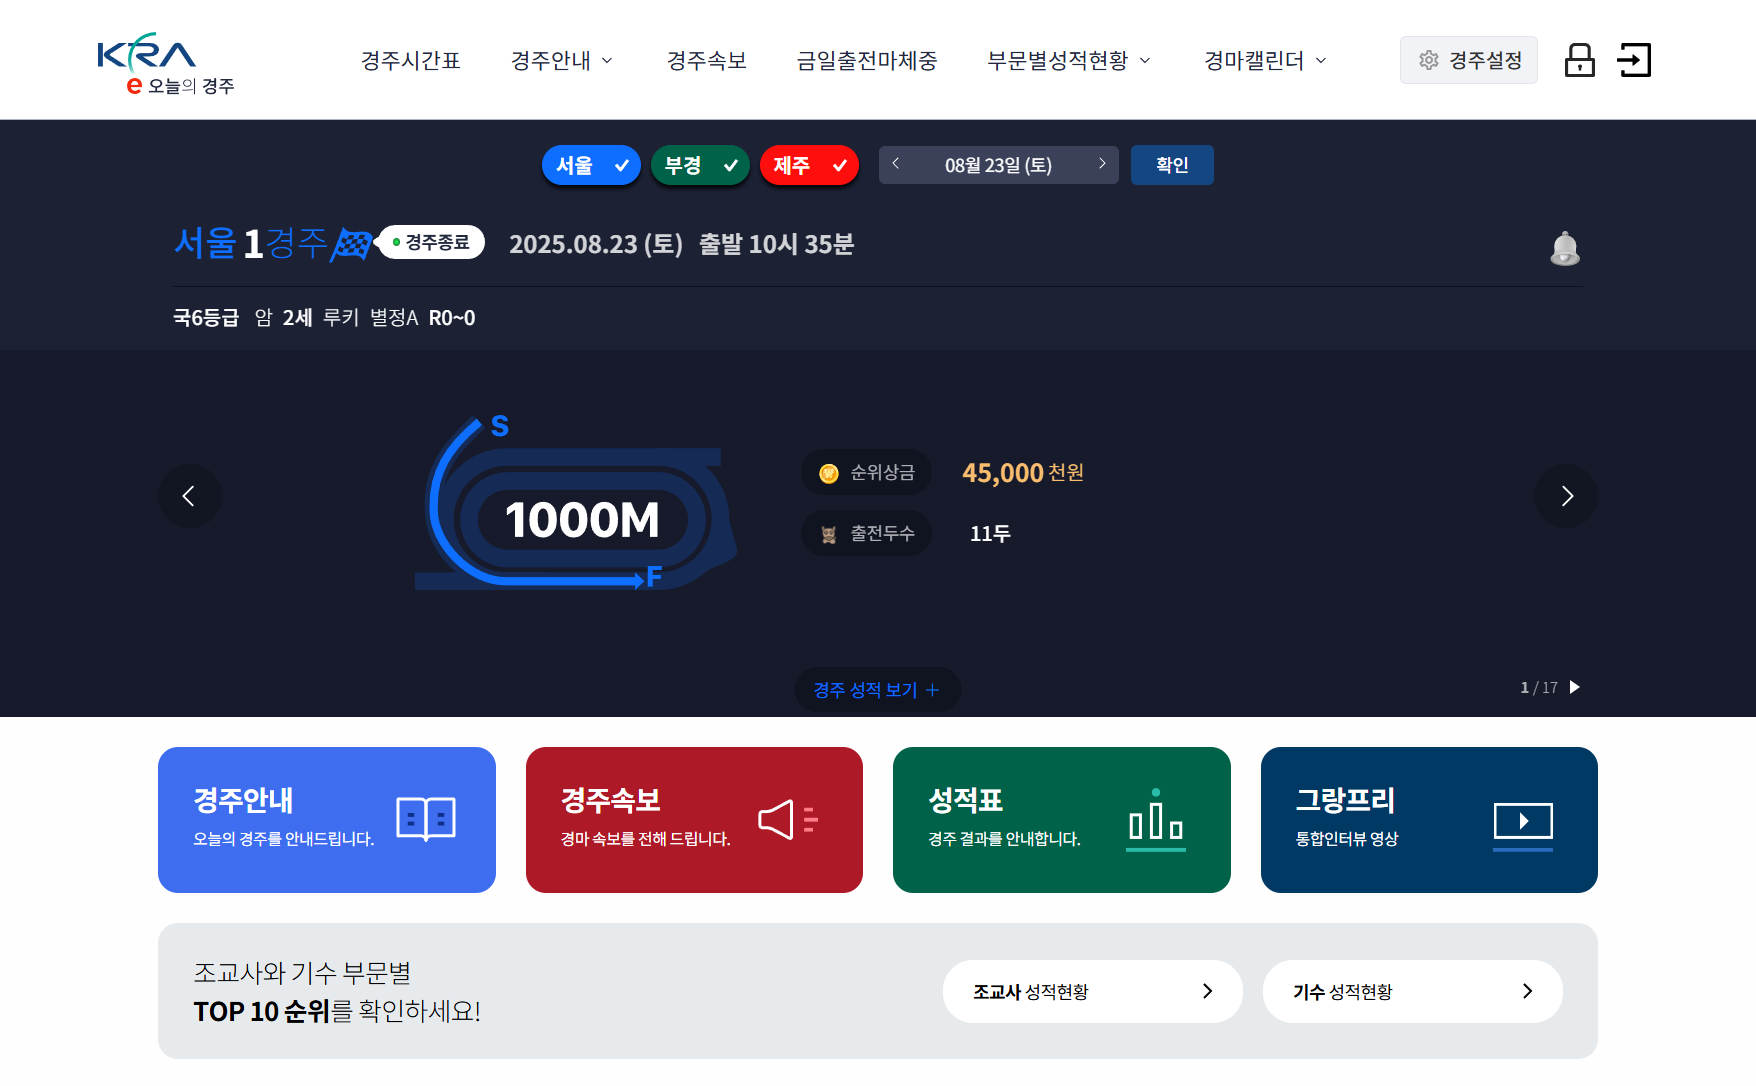 KRA
e 오늘의 경주
경주시간표 경주안내 경주속보 금일출전마체중 부문별성적현황 경마캘린더 경주설정
서울 부경 제주 08월 23일 (토) 확인
서울 1경주 경주종료 2025.08.23 (토) 출발 10시 35분
국6등급 암 2세 루키 별정A R0~0
S
1000M
F
순위상금 45,000 천원
출전두수 11두
경주 성적 보기 +
1 / 17
경주안내
오늘의 경주를 안내드립니다.
경주속보
경마 속보를 전해 드립니다.
성적표
경주 결과를 안내합니다.
그랑프리
통합인터뷰 영상
조교사와 기수 부문별
TOP 10 순위를 확인하세요!
조교사 성적현황
기수 성적현황